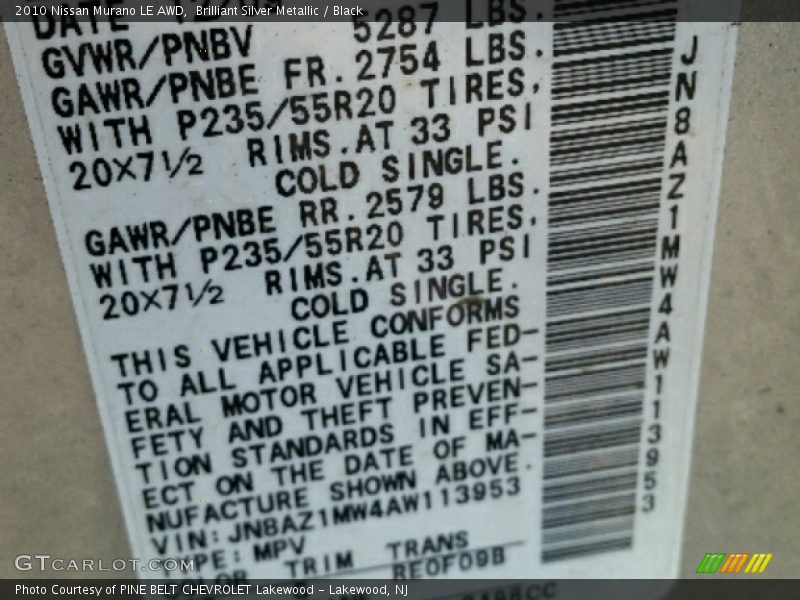 2010 Nissan Murano LE AWD, Brilliant Silver Metallic / Black
DATE
GVWR/PNBV 5287 LBS.
GAWR/PNBE FR. 2754 LBS.
WITH P235/55R20 TIRES,
20X7½ RIMS.AT 33 PSI
COLD SINGLE.
GAWR/PNBE RR. 2579 LBS.
WITH P235/55R20 TIRES,
20X7½ RIMS.AT 33 PSI
COLD SINGLE.
THIS VEHICLE CONFORMS
TO ALL APPLICABLE FED-
ERAL MOTOR VEHICLE SA-
FETY AND THEFT PREVEN-
TION STANDARDS IN EFF-
ECT ON THE DATE OF MA-
NUFACTURE SHOWN ABOVE.
VIN:JN8AZ1MW4AW113953
TYPE:MPV
COLOR TRIM TRANS
RE0F09B
JN8AZ1MW4AW113953
GTCARLOT.COM
Photo Courtesy of PINE BELT CHEVROLET Lakewood - Lakewood, NJ